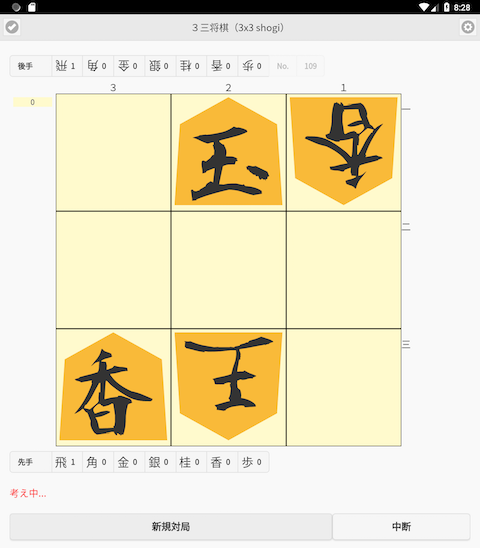 8:28
3三将棋（3x3 shogi）
後手 飛 1 角 0 金 0 銀 0 桂 0 香 0 歩 0 No. 109
3 2 1
0
玉 香 一
二
香 王 三
先手 飛 1 角 0 金 0 銀 0 桂 0 香 0 歩 0
考え中...
新規対局 中断